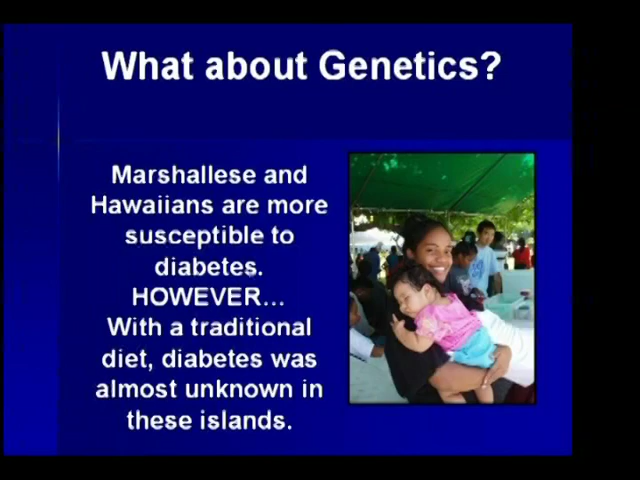 What about Genetics?
Marshallese and
Hawaiians are more
susceptible to
diabetes.
HOWEVER...
With a traditional
diet, diabetes was
almost unknown in
these islands.